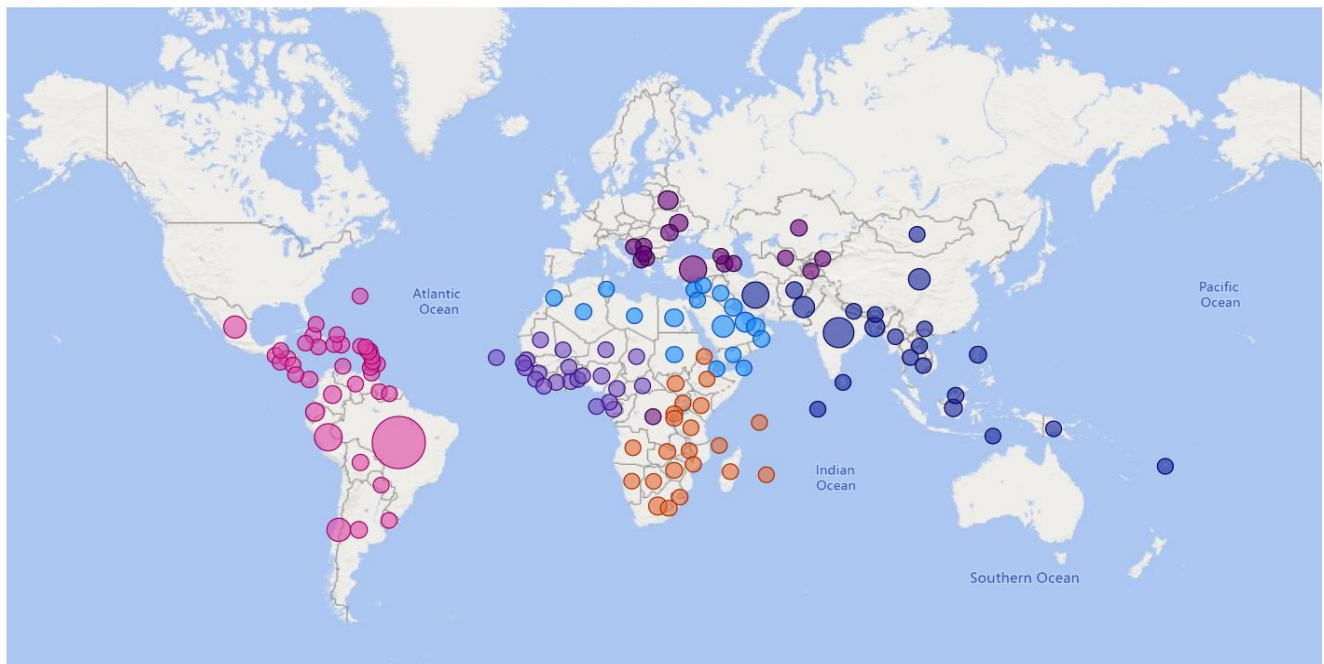 Atlantic
Ocean
Pacific
Ocean
Indian
Ocean
Southern Ocean